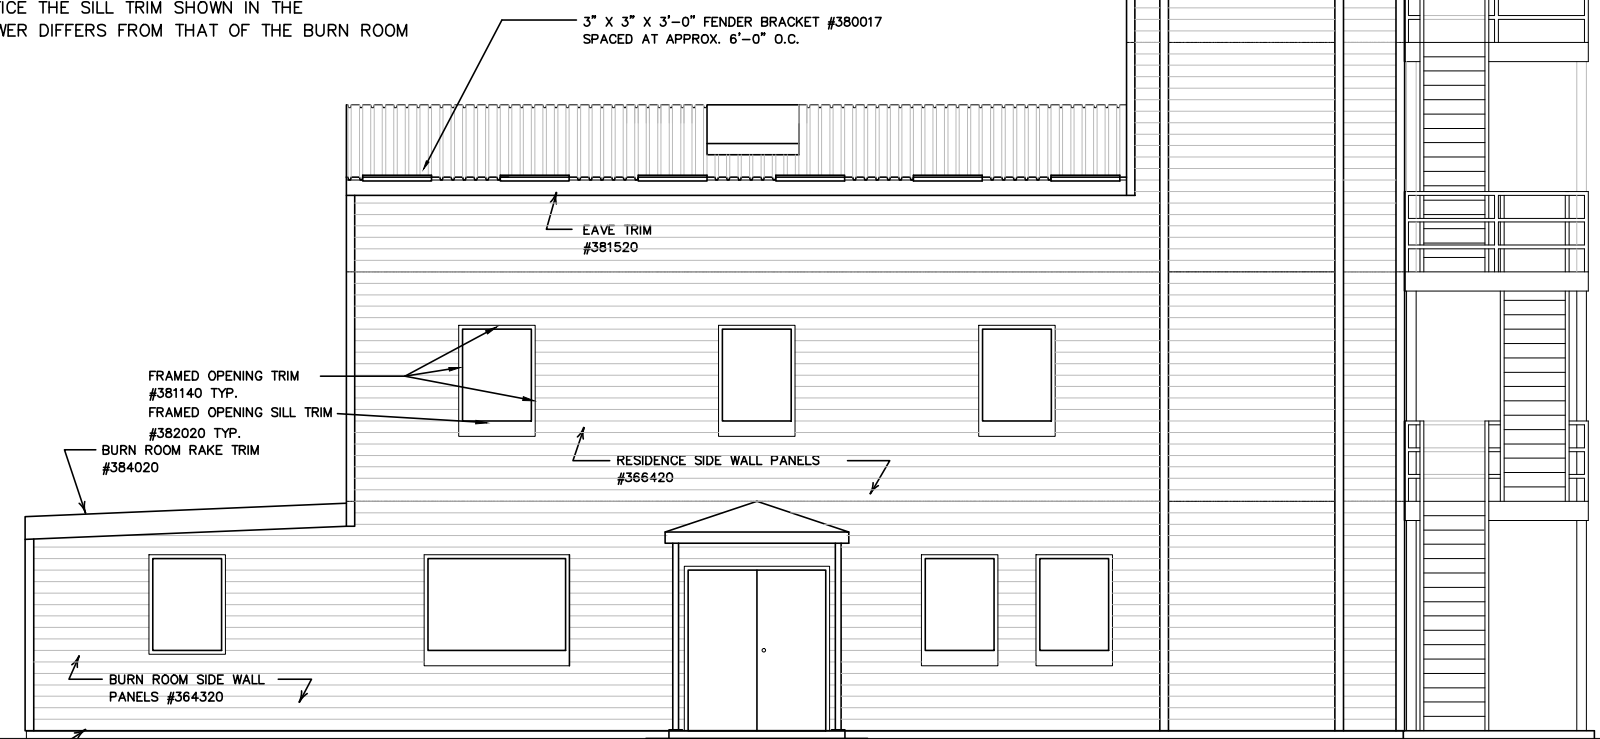 THE SILL TRIM SHOWN IN THE
DIFFERS FROM THAT OF THE BURN ROOM
3" X 3" X 3'-0" FENDER BRACKET #380017
SPACED AT APPROX. 6'-0" O.C.
EAVE TRIM
#381520
FRAMED OPENING TRIM
#381140 TYP.
FRAMED OPENING SILL TRIM
#382020 TYP.
BURN ROOM RAKE TRIM
#384020
RESIDENCE SIDE WALL PANELS
#366420
BURN ROOM SIDE WALL
PANELS #364320